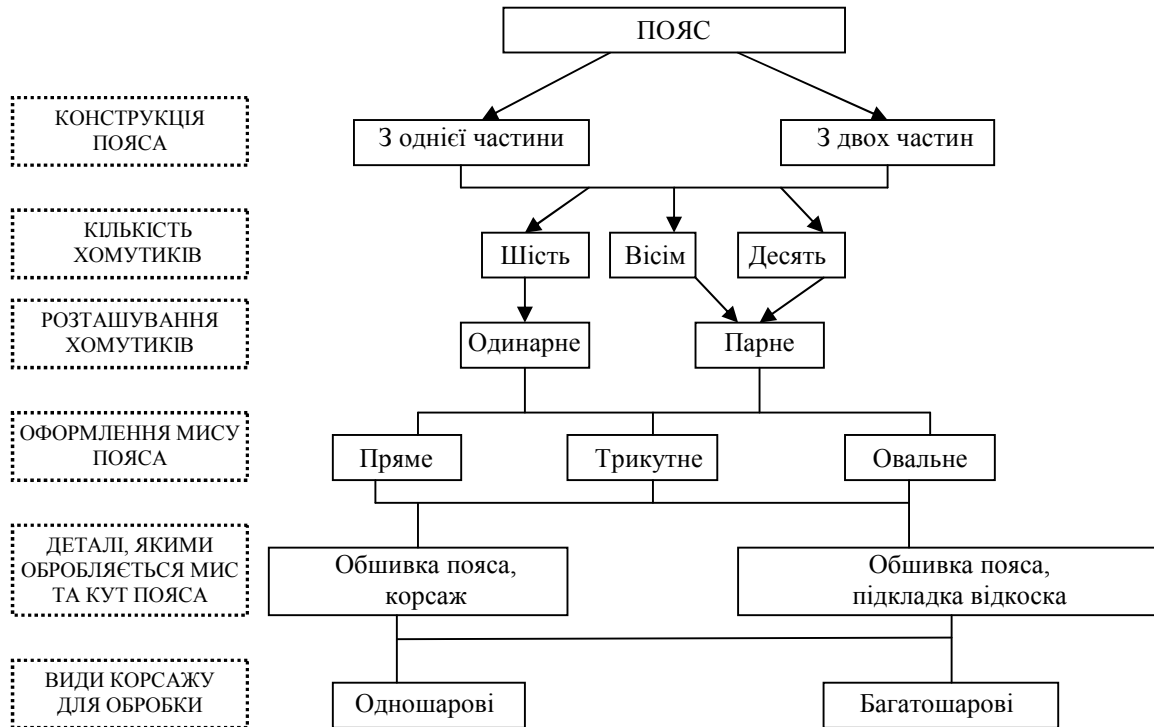 ПОЯС
КОНСТРУКЦІЯ
ПОЯСА
З однієї частини
З двох частин
КІЛЬКІСТЬ
ХОМУТИКІВ
Шість
Вісім
Десять
РОЗТАШУВАННЯ
ХОМУТИКІВ
Одинарне
Парне
ОФОРМЛЕННЯ МИСУ
ПОЯСА
Пряме
Трикутне
Овальне
ДЕТАЛІ, ЯКИМИ
ОБРОБЛЯЄТЬСЯ МИС
ТА КУТ ПОЯСА
Обшивка пояса,
корсаж
Обшивка пояса,
підкладка відкоска
ВИДИ КОРСАЖУ
ДЛЯ ОБРОБКИ
Одношарові
Багатошарові